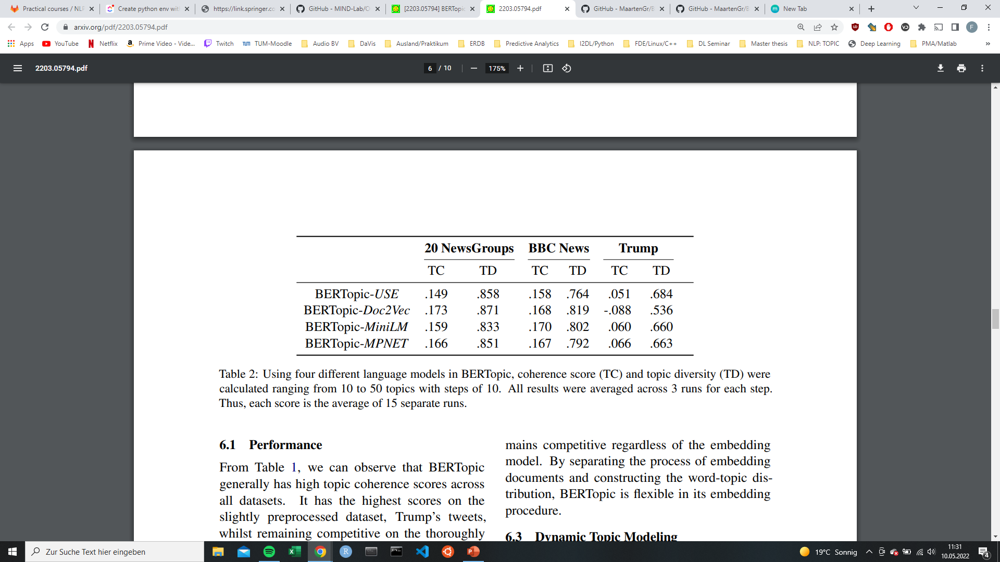 Practical courses / NLP
Create python env with
https://link.springer.co
GitHub - MIND-Lab/O
[2203.05794] BERTopic
2203.05794.pdf
GitHub - MaartenGr/B
GitHub - MaartenGr/B
New Tab
arxiv.org/pdf/2203.05794.pdf
Apps
YouTube
Netflix
Prime Video - Vide...
Twitch
TUM-Moodle
Audio BV
DaVis
Ausland/Praktikum
ERDB
Predictive Analytics
I2DL/Python
FDE/Linux/C++
DL Seminar
Master thesis
NLP: TOPIC
Deep Learning
PMA/Matlab
»
2203.05794.pdf
6 / 10
175%
20 NewsGroups BBC News Trump
TC TD TC TD TC TD
BERTopic-USE .149 .858 .158 .764 .051 .684
BERTopic-Doc2Vec .173 .871 .168 .819 -.088 .536
BERTopic-MiniLM .159 .833 .170 .802 .060 .660
BERTopic-MPNET .166 .851 .167 .792 .066 .663
Table 2: Using four different language models in BERTopic, coherence score (TC) and topic diversity (TD) were
calculated ranging from 10 to 50 topics with steps of 10. All results were averaged across 3 runs for each step.
Thus, each score is the average of 15 separate runs.
6.1 Performance
From Table 1, we can observe that BERTopic
generally has high topic coherence scores across
all datasets. It has the highest scores on the
slightly preprocessed dataset, Trump's tweets,
whilst remaining competitive on the thoroughly
mains competitive regardless of the embedding
model. By separating the process of embedding
documents and constructing the word-topic dis-
tribution, BERTopic is flexible in its embedding
procedure.
6.3 Dynamic Topic Modeling
Zur Suche Text hier eingeben
19°C Sonnig
11:31
10.05.2022
4